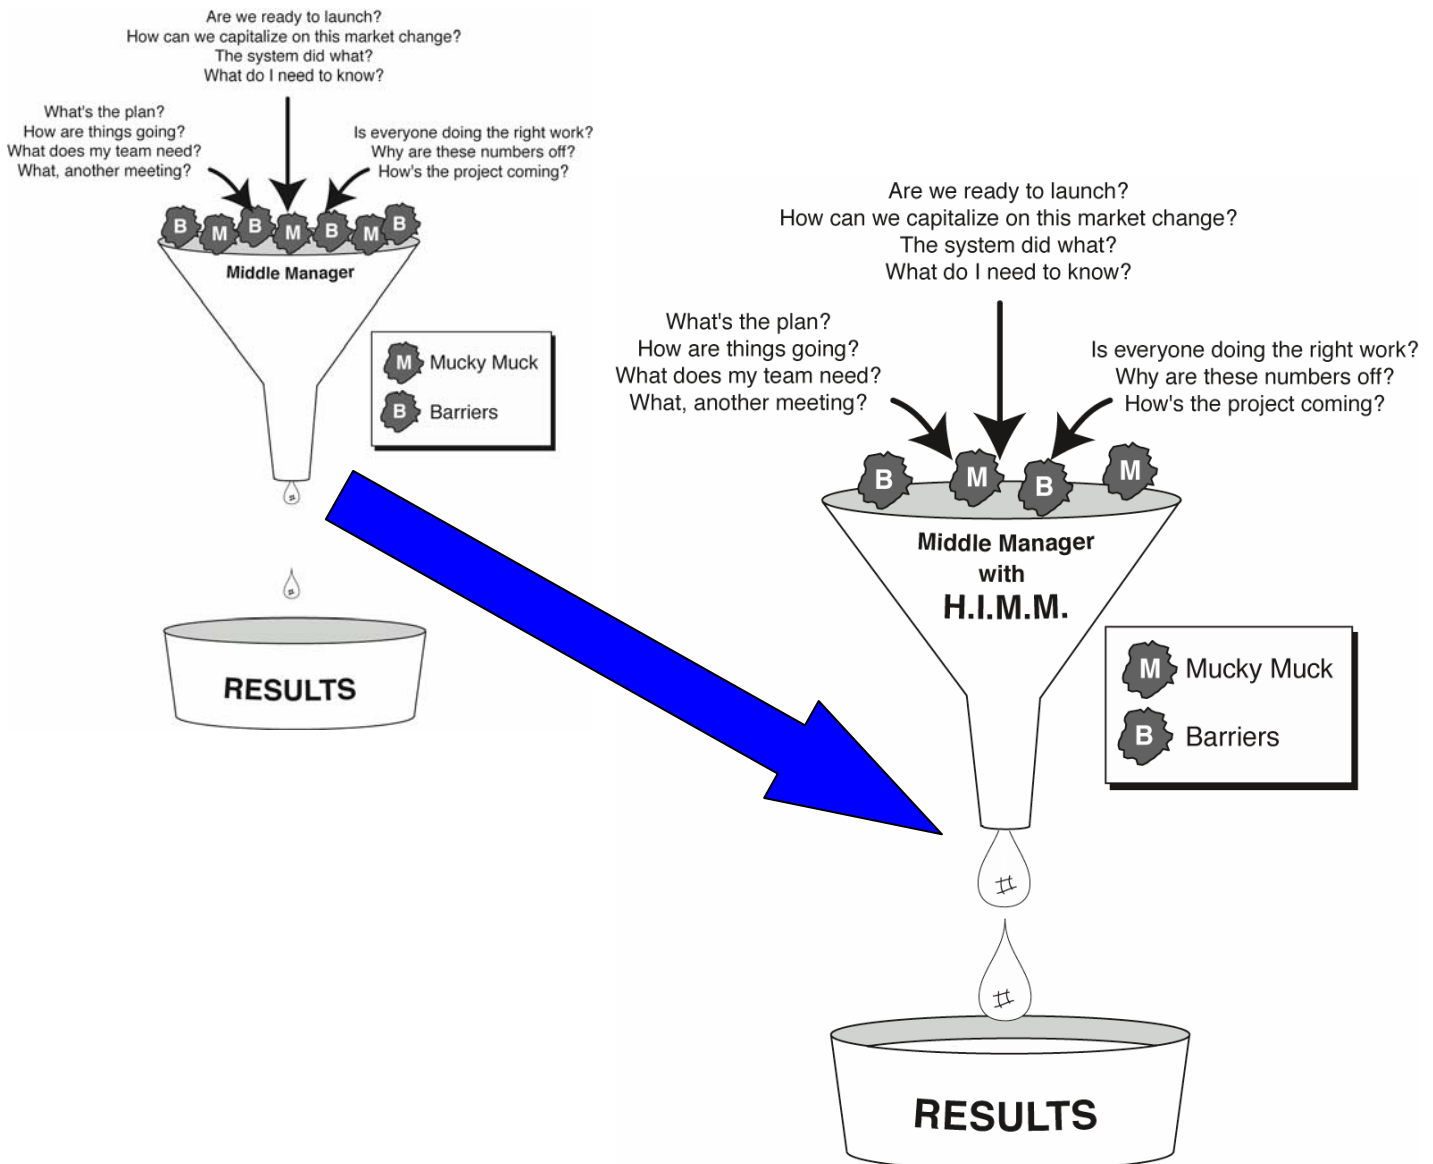 Are we ready to launch?
How can we capitalize on this market change?
The system did what?
What do I need to know?
What's the plan?
How are things going?
What does my team need?
What, another meeting?
Is everyone doing the right work?
Why are these numbers off?
How's the project coming?
B
M
B
M
B
M
B
Middle Manager
M Mucky Muck
B Barriers
RESULTS
Are we ready to launch?
How can we capitalize on this market change?
The system did what?
What do I need to know?
What's the plan?
How are things going?
What does my team need?
What, another meeting?
Is everyone doing the right work?
Why are these numbers off?
How's the project coming?
B
M
B
M
Middle Manager
with
H.I.M.M.
M Mucky Muck
B Barriers
#
#
RESULTS